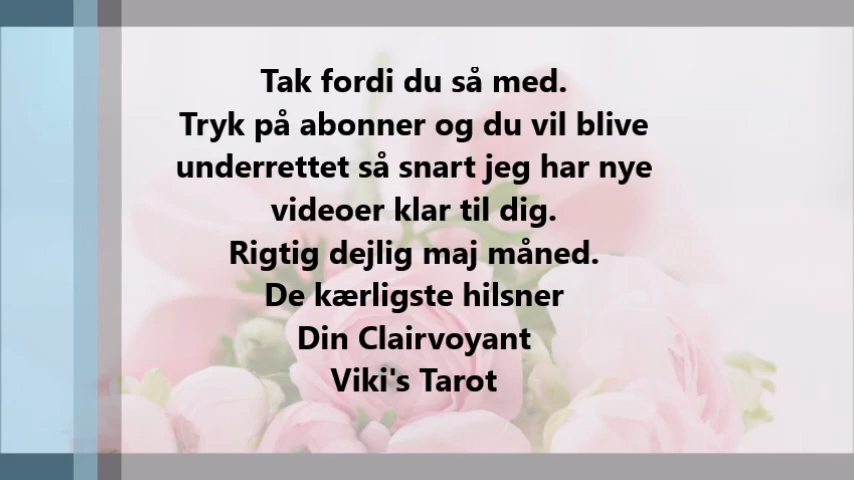 Tak fordi du så med.
Tryk på abonner og du vil blive
underrettet så snart jeg har nye
videoer klar til dig.
Rigtig dejlig maj måned.
De kærligste hilsner
Din Clairvoyant
Viki's Tarot